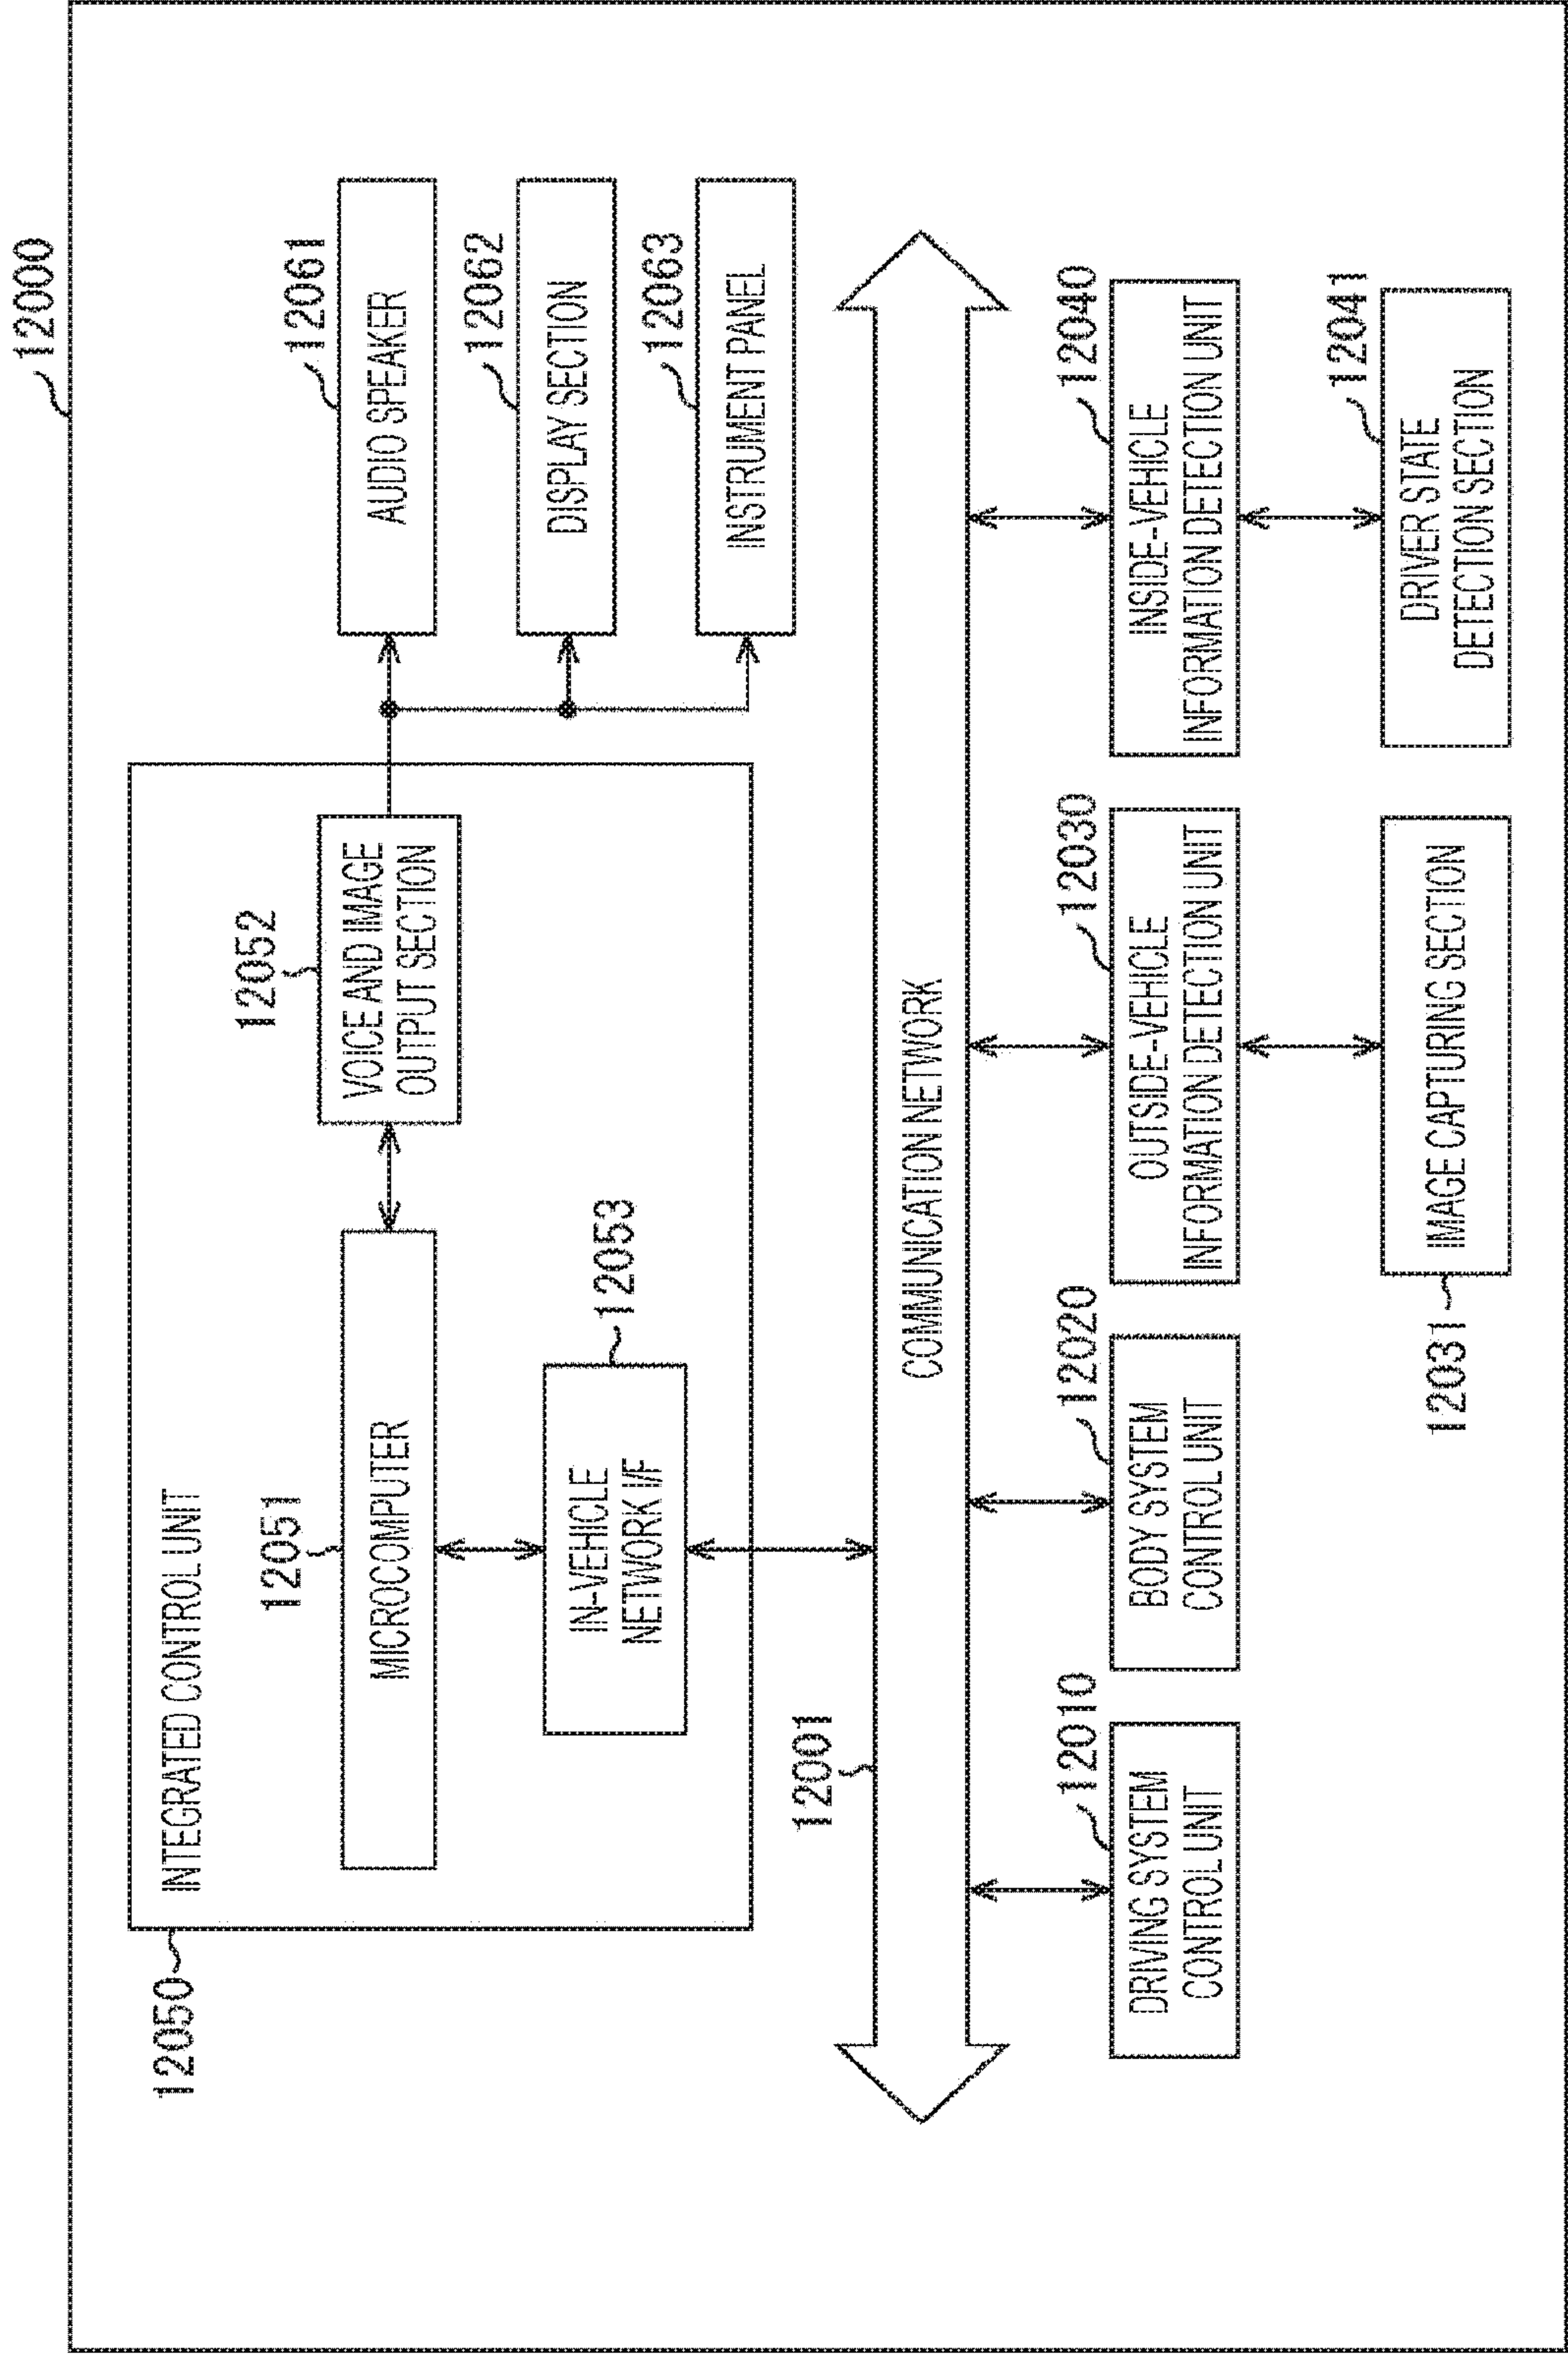 12000
12050
INTEGRATED CONTROL UNIT
12051
MICROCOMPUTER
12052
VOICE AND IMAGE
OUTPUT SECTION
12053
IN-VEHICLE
NETWORK I/F
12061
AUDIO SPEAKER
12062
DISPLAY SECTION
12063
INSTRUMENT PANEL
12001
COMMUNICATION NETWORK
12010
DRIVING SYSTEM
CONTROL UNIT
12020
BODY SYSTEM
CONTROL UNIT
12030
OUTSIDE-VEHICLE
INFORMATION DETECTION UNIT
12040
INSIDE-VEHICLE
INFORMATION DETECTION UNIT
12031
IMAGE CAPTURING SECTION
12041
DRIVER STATE
DETECTION SECTION